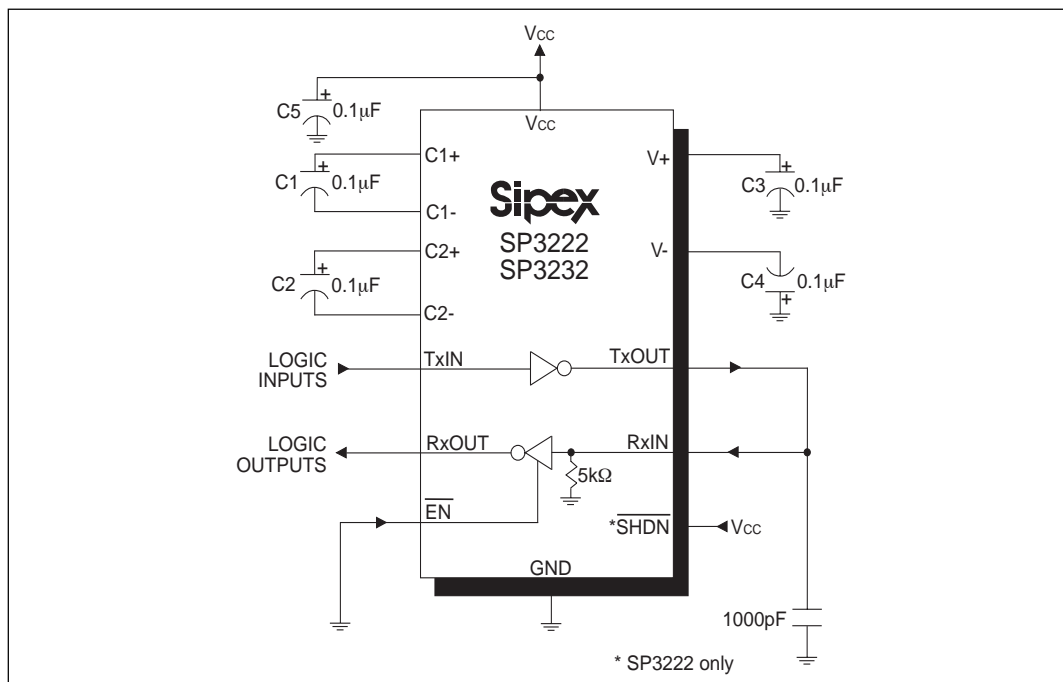 Vcc
C5
+
0.1µF
Vcc
C1+
C1
+
0.1µF
C1-
C2+
C2
+
0.1µF
C2-
Sipex
SP3222
SP3232
V+
C3
+
0.1µF
V-
C4
0.1µF
+
LOGIC
INPUTS
TxIN
TxOUT
LOGIC
OUTPUTS
RxOUT
RxIN
5kΩ
EN
*SHDN
Vcc
GND
1000pF
* SP3222 only